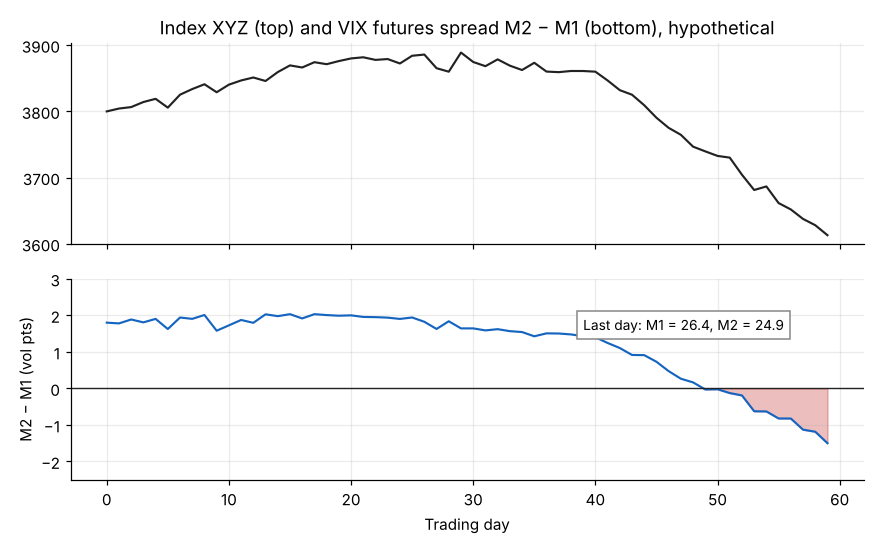 Index XYZ (top) and VIX futures spread M2 − M1 (bottom), hypothetical
3900
3800
3700
3600
3
2
1
0
−1
−2
M2 − M1 (vol pts)
Last day: M1 = 26.4, M2 = 24.9
0 10 20 30 40 50 60
Trading day